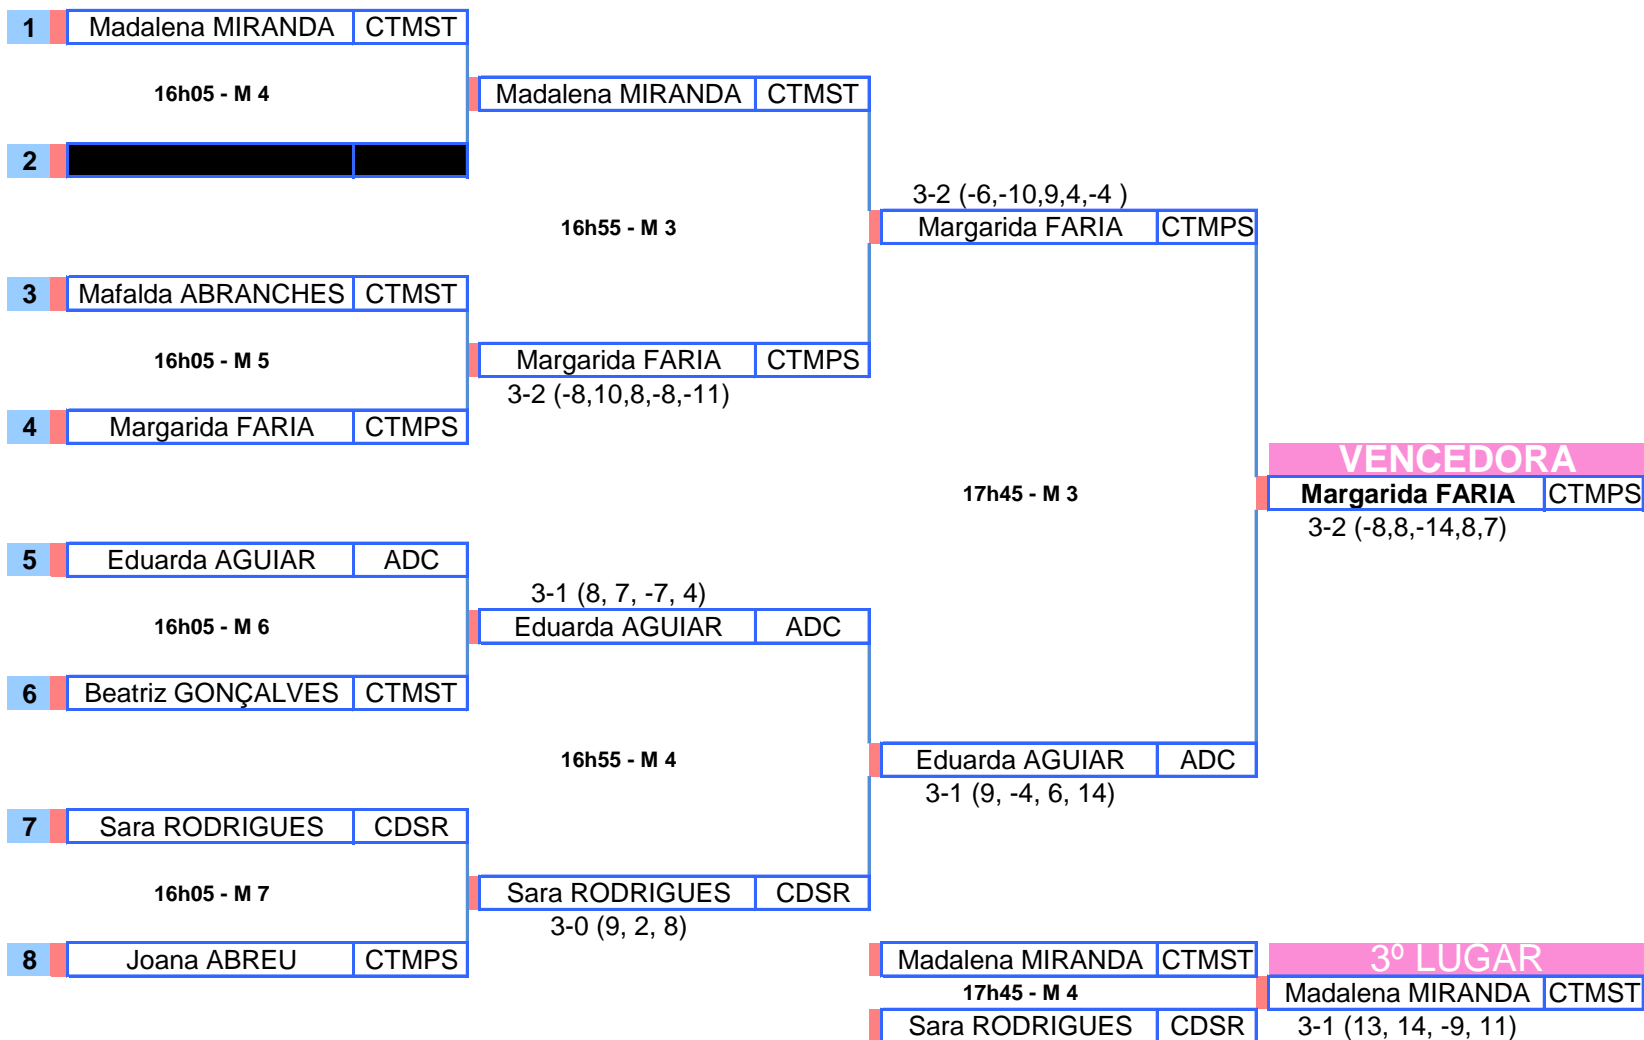 1 Madalena MIRANDA CTMST
16h05 - M 4
Madalena MIRANDA CTMST
2
3-2 (-6,-10,9,4,-4 )
16h55 - M 3
Margarida FARIA CTMPS
3 Mafalda ABRANCHES CTMST
16h05 - M 5
Margarida FARIA CTMPS
3-2 (-8,10,8,-8,-11)
4 Margarida FARIA CTMPS
VENCEDORA
17h45 - M 3
Margarida FARIA CTMPS
3-2 (-8,8,-14,8,7)
5 Eduarda AGUIAR ADC
3-1 (8, 7, -7, 4)
16h05 - M 6
Eduarda AGUIAR ADC
6 Beatriz GONÇALVES CTMST
16h55 - M 4
Eduarda AGUIAR ADC
3-1 (9, -4, 6, 14)
7 Sara RODRIGUES CDSR
16h05 - M 7
Sara RODRIGUES CDSR
3-0 (9, 2, 8)
8 Joana ABREU CTMPS
Madalena MIRANDA CTMST
3º LUGAR
17h45 - M 4
Madalena MIRANDA CTMST
Sara RODRIGUES CDSR
3-1 (13, 14, -9, 11)